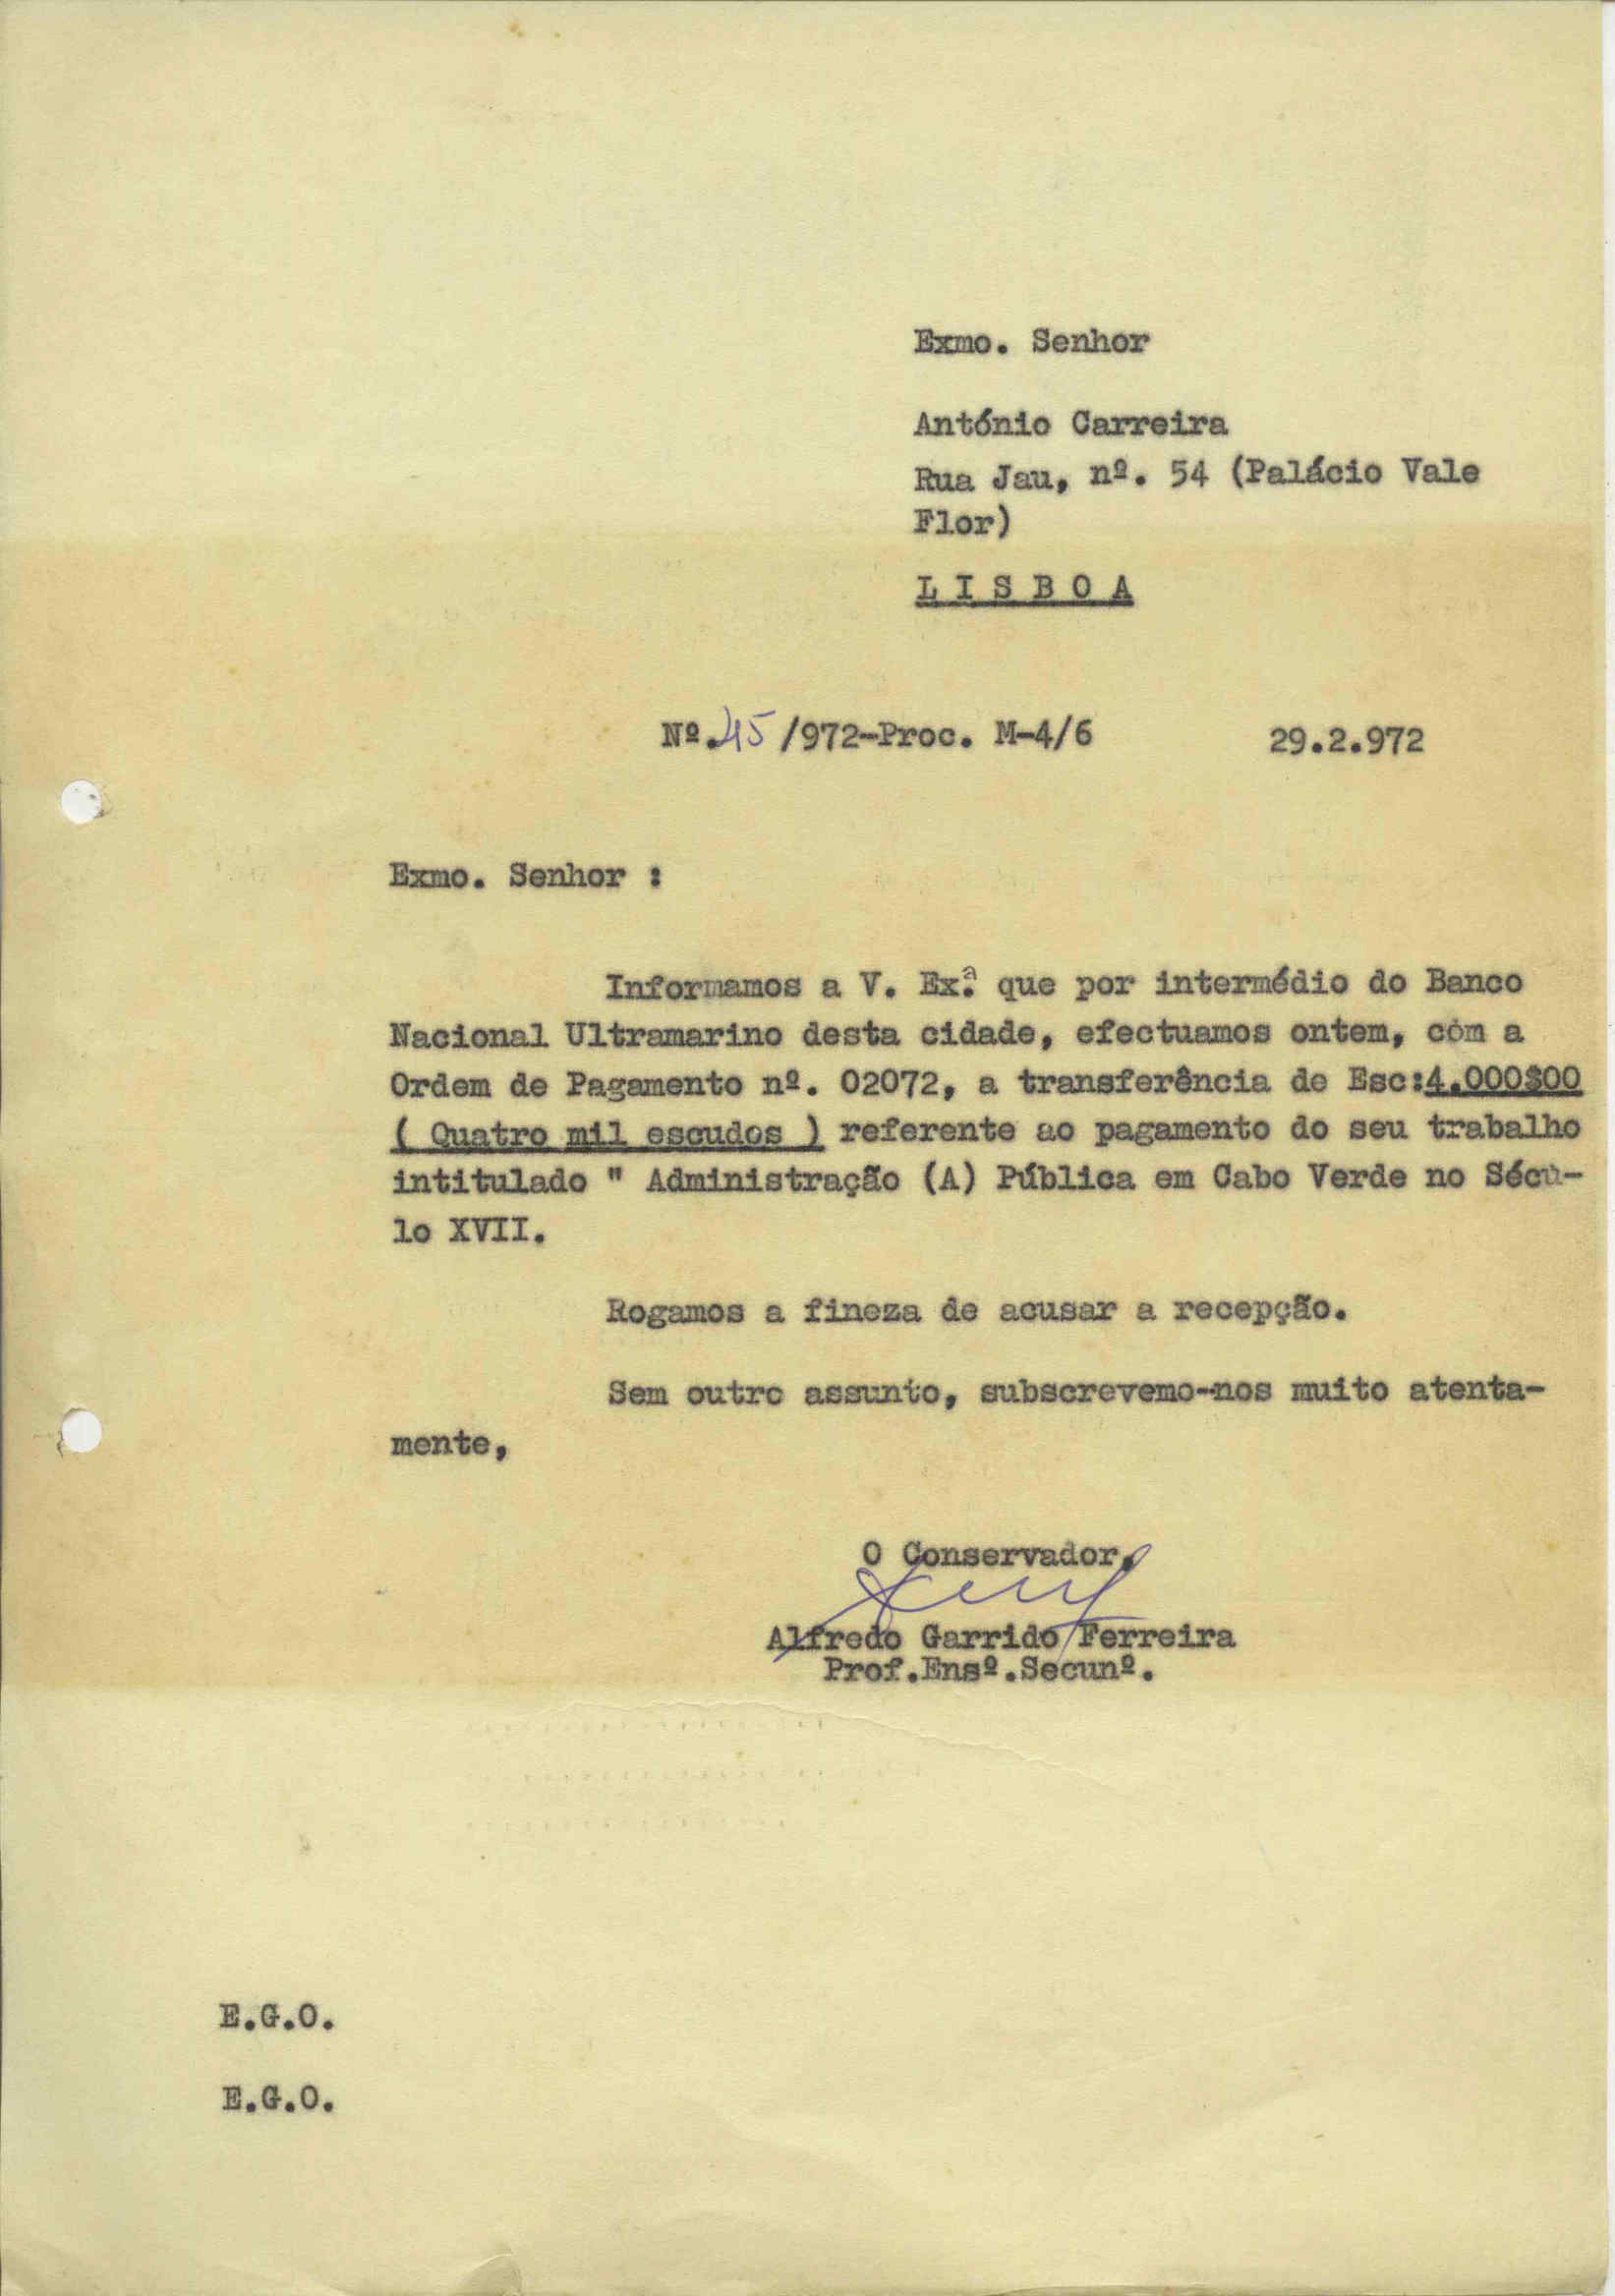 Exmo. Senhor
António Carreira
Rua Jau, nº. 54 (Palácio Vale
Flor)
L I S B O A
Nº.45/972-Proc. M-4/6 29.2.972
Exmo. Senhor :
Informamos a V. Ex.ª que por intermédio do Banco
Nacional Ultramarino desta cidade, efectuamos ontem, com a
Ordem de Pagamento nº. 02072, a transferência de Esc:4.000$00
( Quatro mil escudos ) referente ao pagamento do seu trabalho
intitulado " Administração (A) Pública em Cabo Verde no Sécu-
lo XVII.
Rogamos a fineza de acusar a recepção.
Sem outro assunto, subscrevemo-nos muito atenta-
mente,
O Conservador,
Alfredo Garrido Ferreira
Prof.Ensº.Secunº.
E.G.O.
E.G.O.